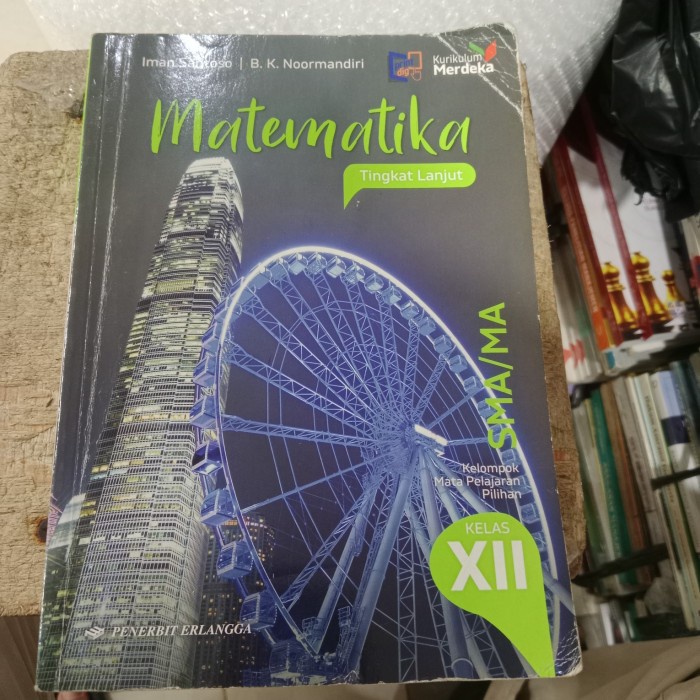 Iman Santoso | B. K. Noormandiri
Kurikulum
Merdeka
Matematika
Tingkat Lanjut
SMA/MA
Kelompok
Mata Pelajaran
Pilihan
KELAS
XII
PENERBIT ERLANGGA